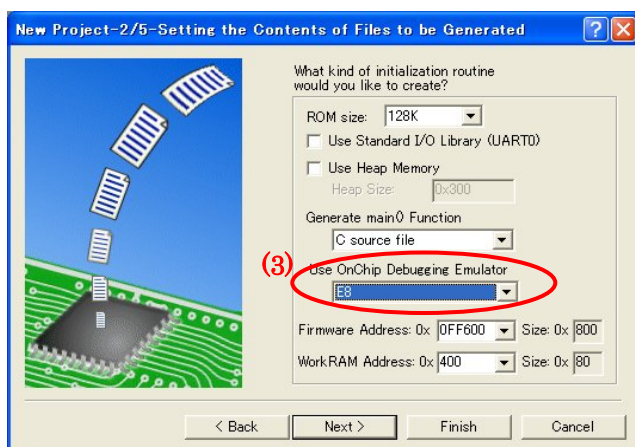 New Project-2/5-Setting the Contents of Files to be Generated
What kind of initialization routine
would you like to create?
ROM size: 128K
Use Standard I/O Library (UART0)
Use Heap Memory
Heap Size: 0x300
Generate main() Function
C source file
(3)
Use OnChip Debugging Emulator
E8
Firmware Address: 0x 0FF600 Size: 0x 800
WorkRAM Address: 0x 400 Size: 0x 80
< Back Next > Finish Cancel